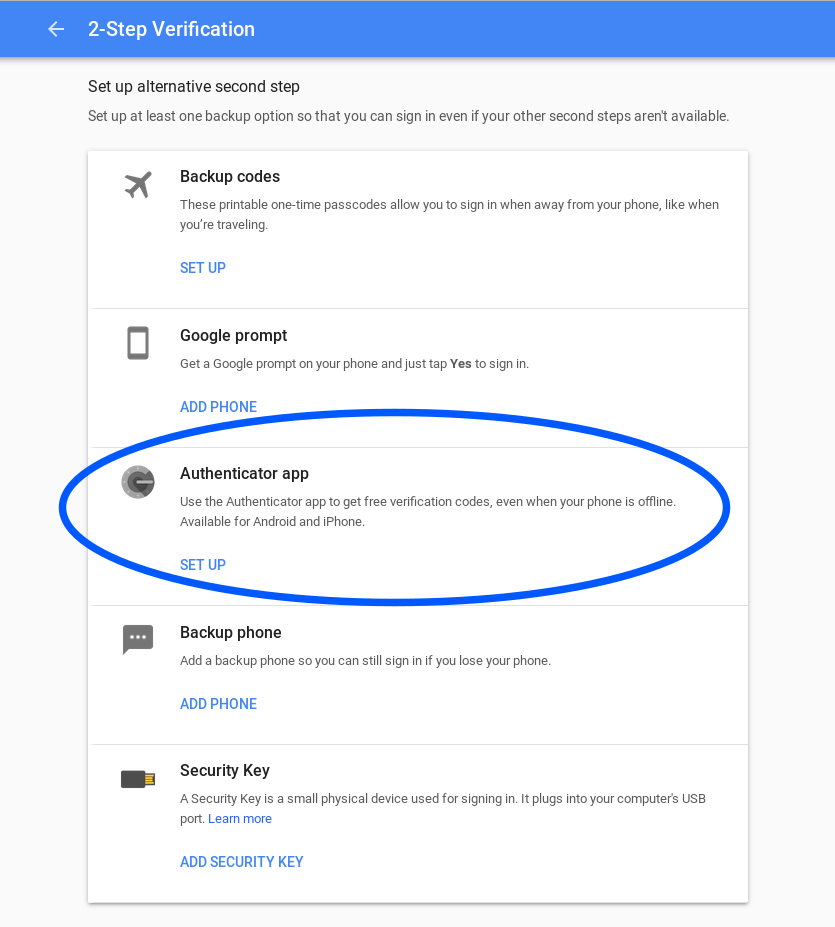 2-Step Verification
Set up alternative second step
Set up at least one backup option so that you can sign in even if your other second steps aren't available.
Backup codes
These printable one-time passcodes allow you to sign in when away from your phone, like when
you’re traveling.
SET UP
Google prompt
Get a Google prompt on your phone and just tap Yes to sign in.
ADD PHONE
Authenticator app
Use the Authenticator app to get free verification codes, even when your phone is offline.
Available for Android and iPhone.
SET UP
Backup phone
Add a backup phone so you can still sign in if you lose your phone.
ADD PHONE
Security Key
A Security Key is a small physical device used for signing in. It plugs into your computer's USB
port. Learn more
ADD SECURITY KEY